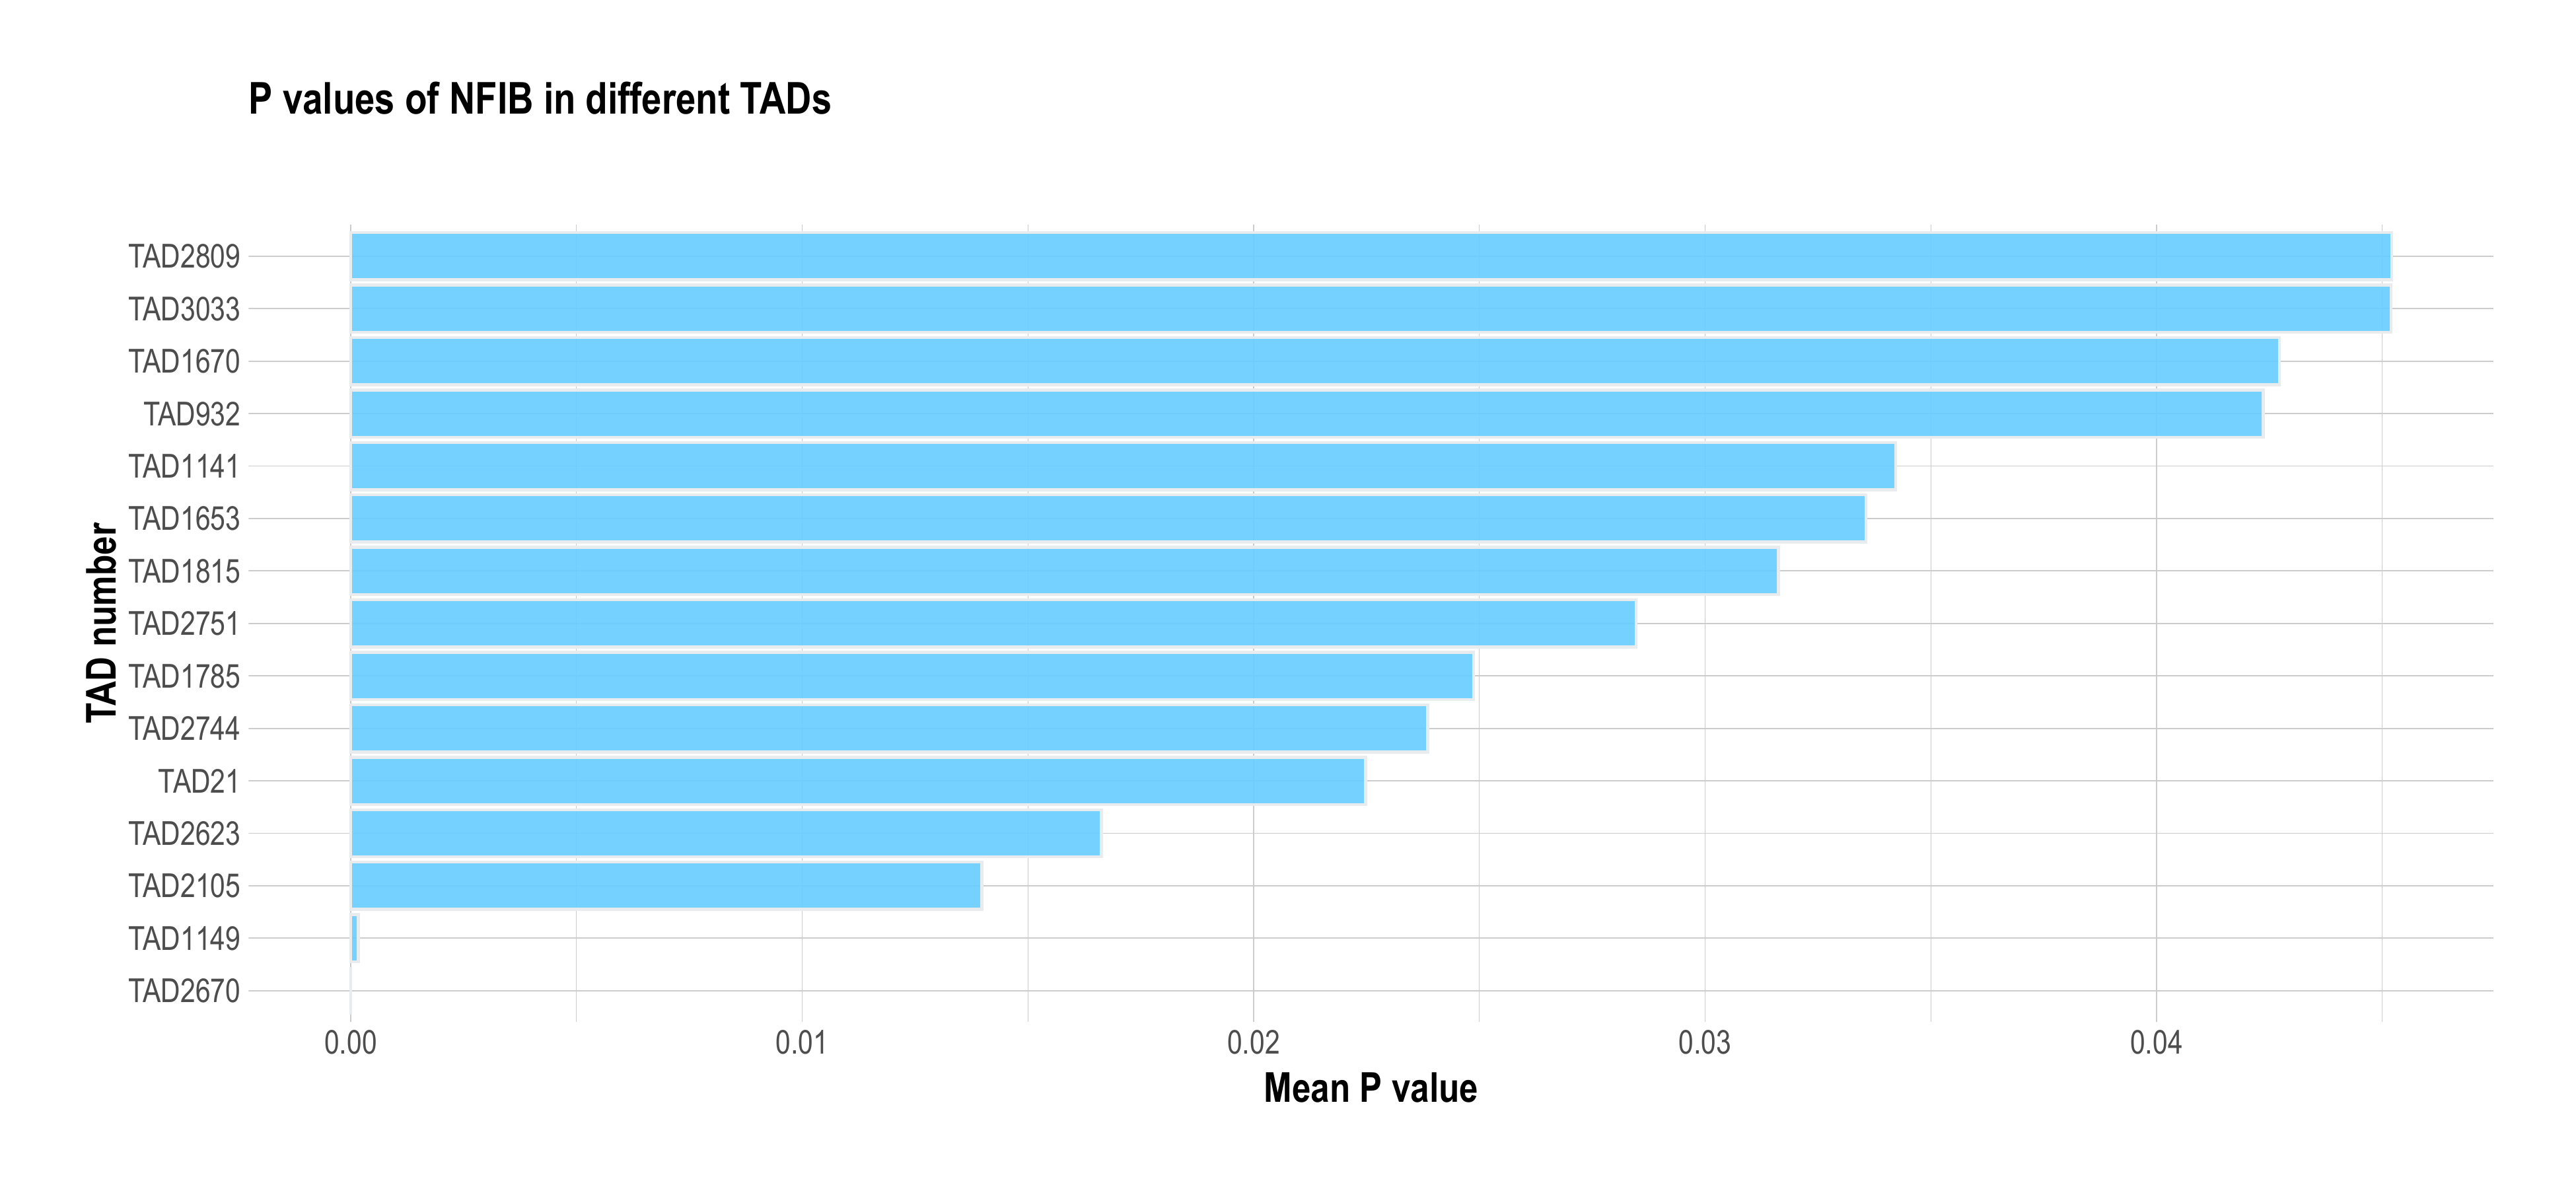 P values of NFIB in different TADs
TAD number
TAD2809
TAD3033
TAD1670
TAD932
TAD1141
TAD1653
TAD1815
TAD2751
TAD1785
TAD2744
TAD21
TAD2623
TAD2105
TAD1149
TAD2670
0.00 0.01 0.02 0.03 0.04
Mean P value